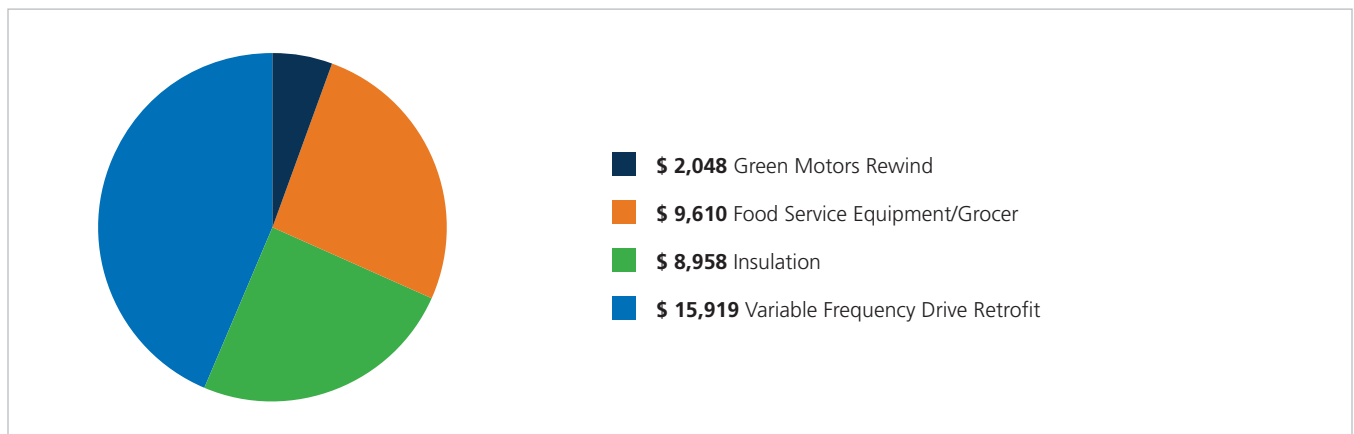 $ 2,048 Green Motors Rewind
$ 9,610 Food Service Equipment/Grocer
$ 8,958 Insulation
$ 15,919 Variable Frequency Drive Retrofit